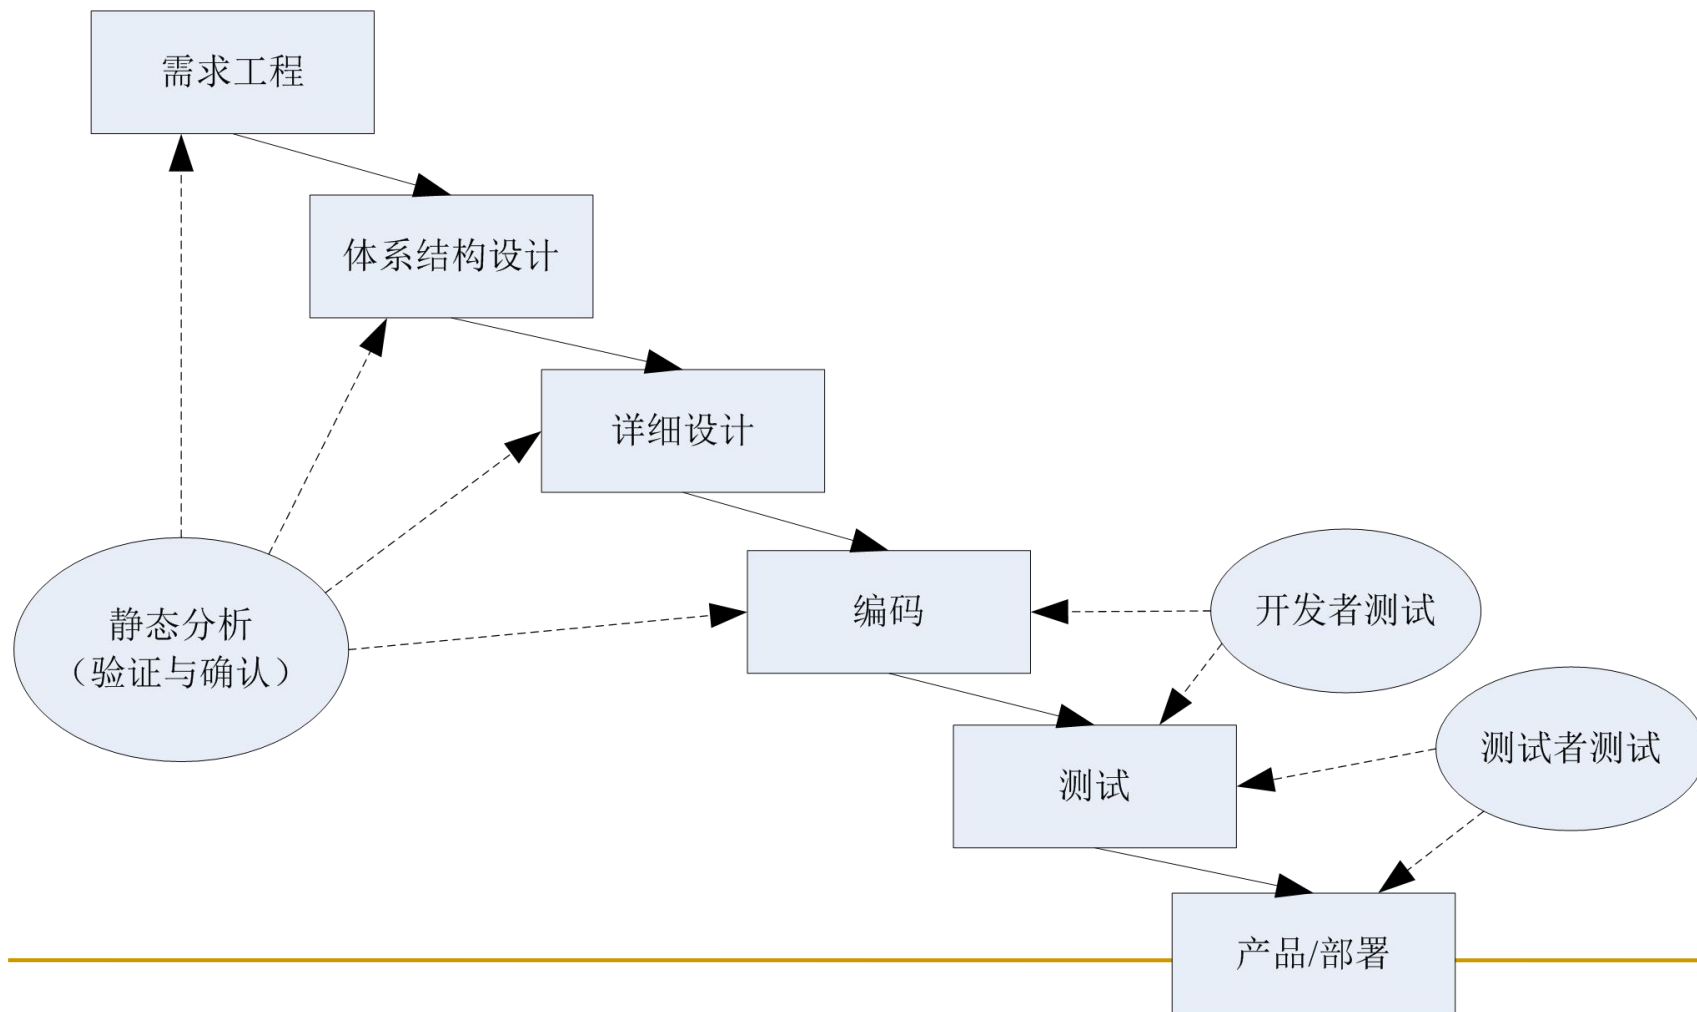 需求工程
体系结构设计
详细设计
编码
开发者测试
静态分析
（验证与确认）
测试者测试
测试
产品/部署